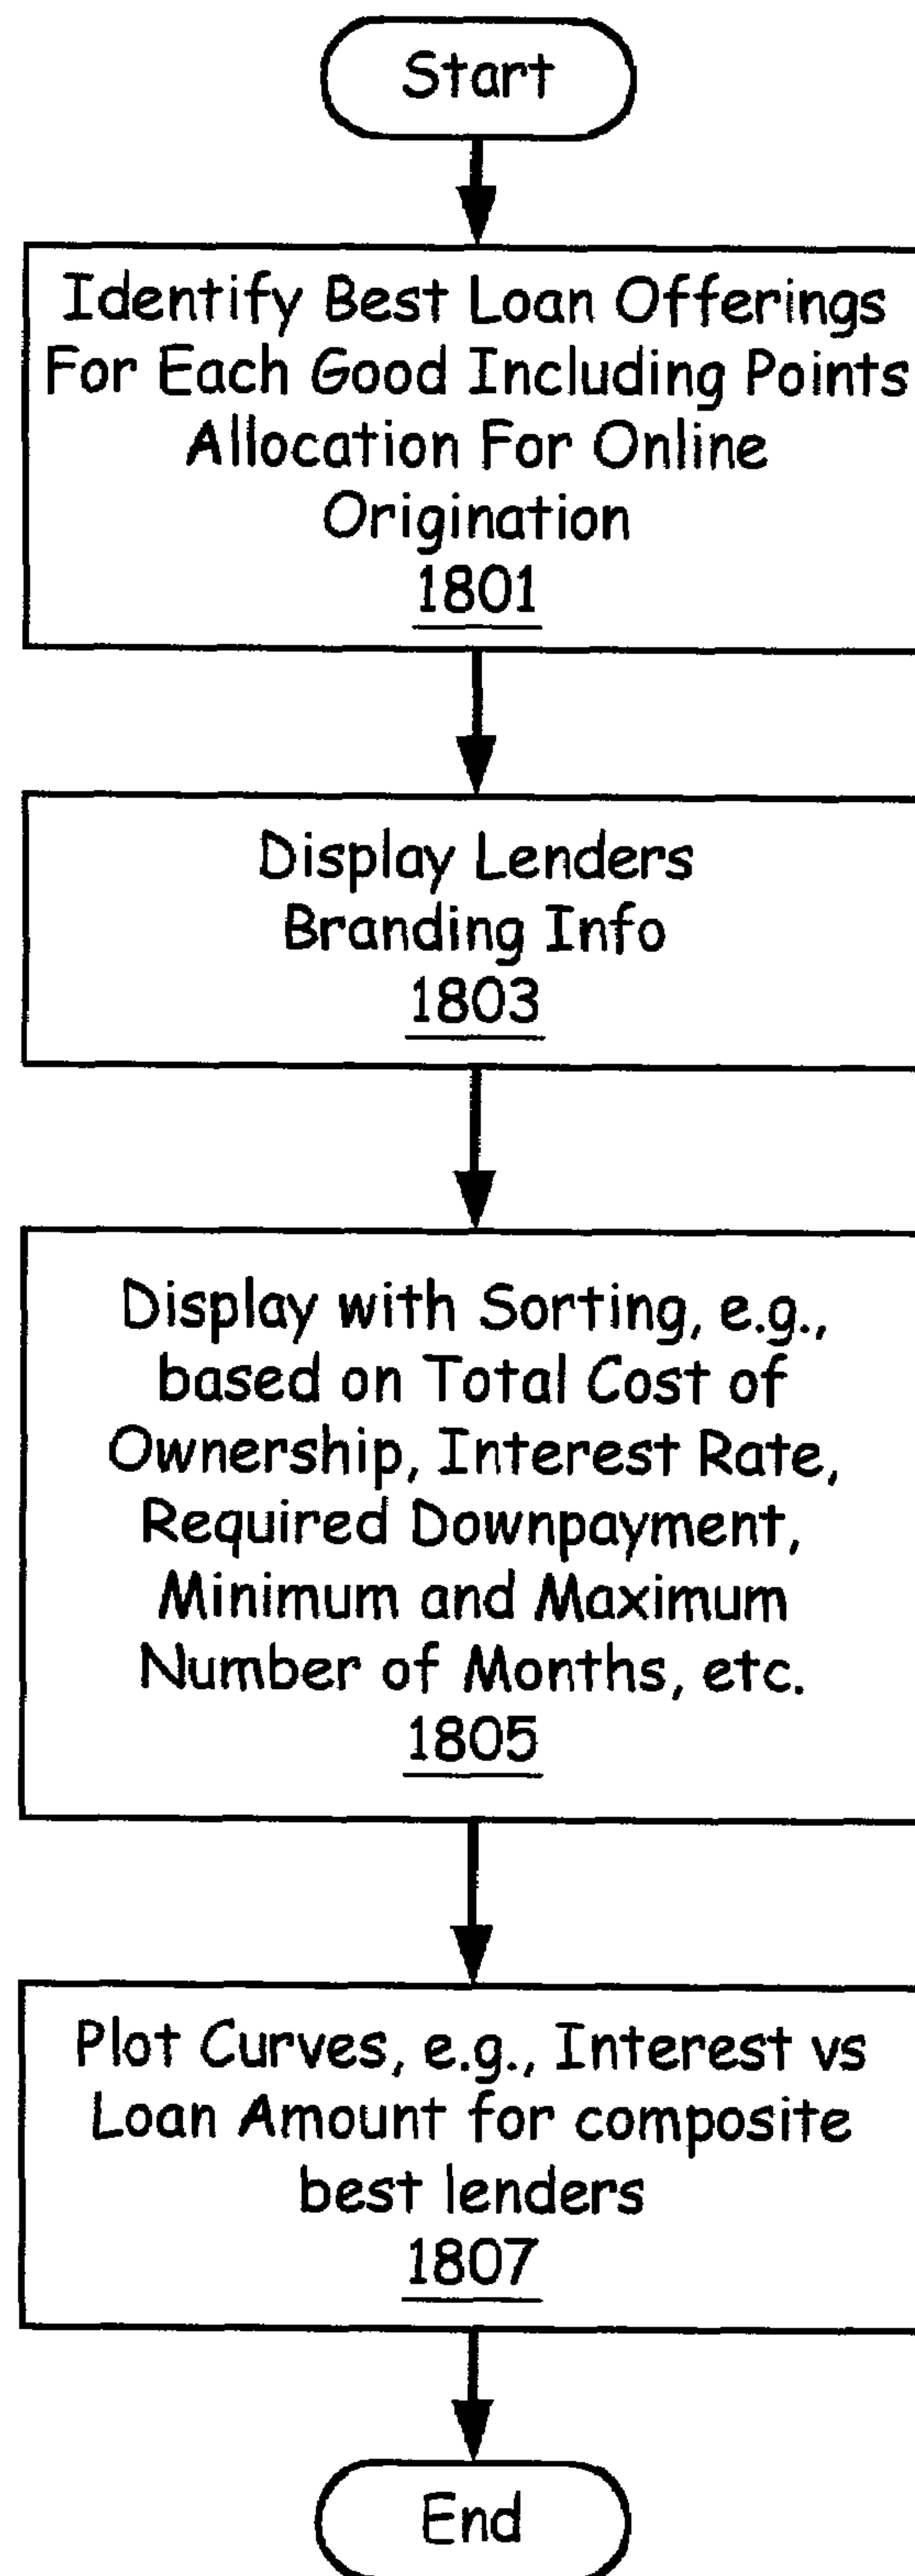 Start
Identify Best Loan Offerings
For Each Good Including Points
Allocation For Online
Origination
1801
Display Lenders
Branding Info
1803
Display with Sorting, e.g.,
based on Total Cost of
Ownership, Interest Rate,
Required Downpayment,
Minimum and Maximum
Number of Months, etc.
1805
Plot Curves, e.g., Interest vs
Loan Amount for composite
best lenders
1807
End